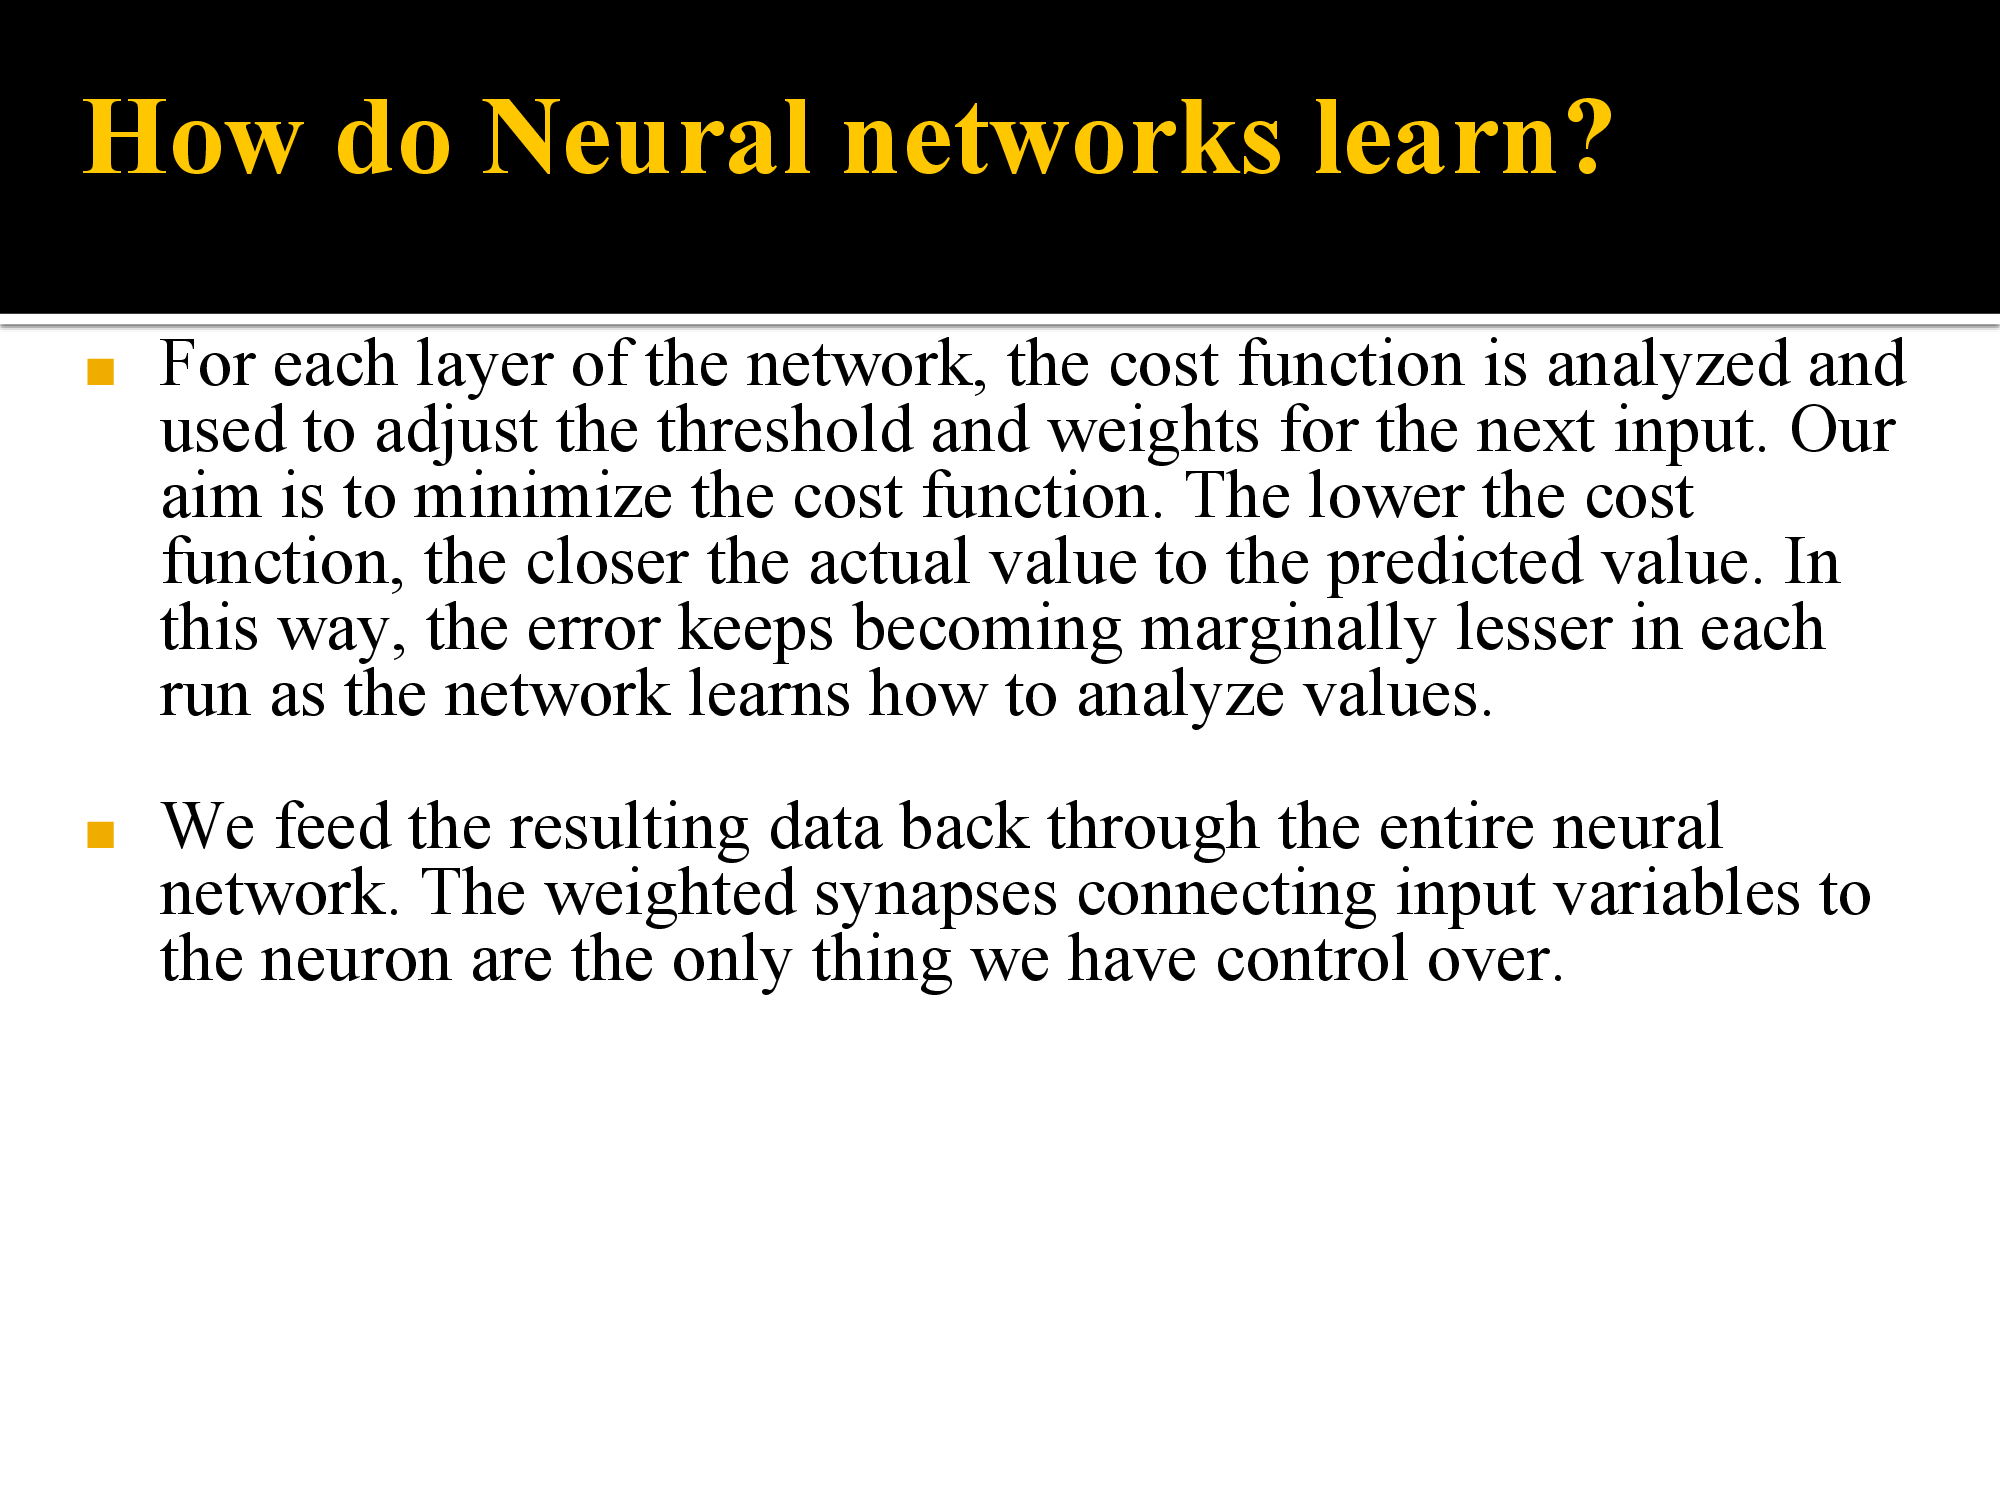 How do Neural networks learn?
For each layer of the network, the cost function is analyzed and
used to adjust the threshold and weights for the next input. Our
aim is to minimize the cost function. The lower the cost
function, the closer the actual value to the predicted value. In
this way, the error keeps becoming marginally lesser in each
run as the network learns how to analyze values.
We feed the resulting data back through the entire neural
network. The weighted synapses connecting input variables to
the neuron are the only thing we have control over.